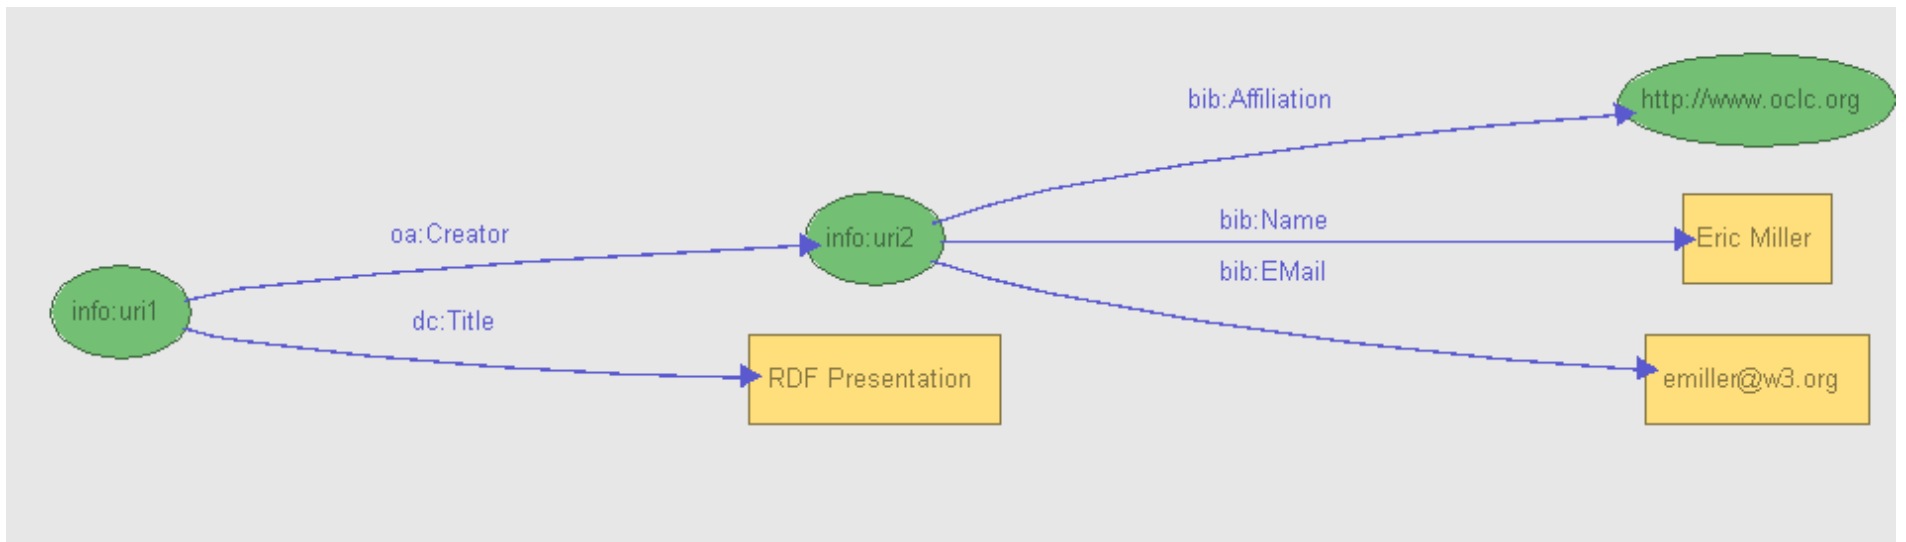 bib:Affiliation
http://www.oclc.org
oa:Creator
info:uri2
bib:Name
Eric Miller
bib:EMail
info:uri1
dc:Title
RDF Presentation
emiller@w3.org